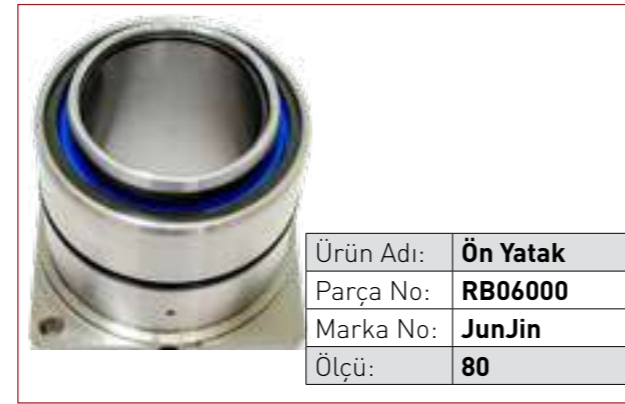 Ürün Adı: Ön Yatak
Parça No: RB06000
Marka No: JunJin
Ölçü: 80